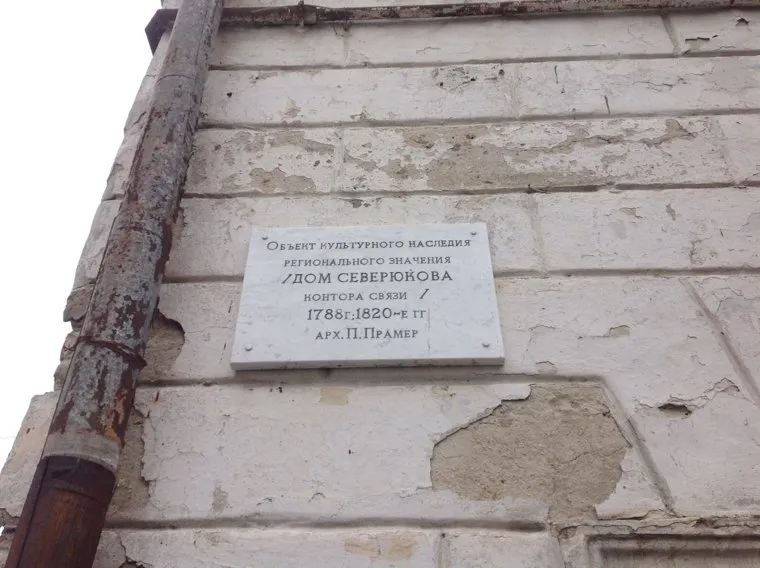 Объект культурного наследия
регионального значения
/ДОМ СЕВЕРЮКОВА
контора связи /
1788г; 1820-е гг
арх. П. Прамер